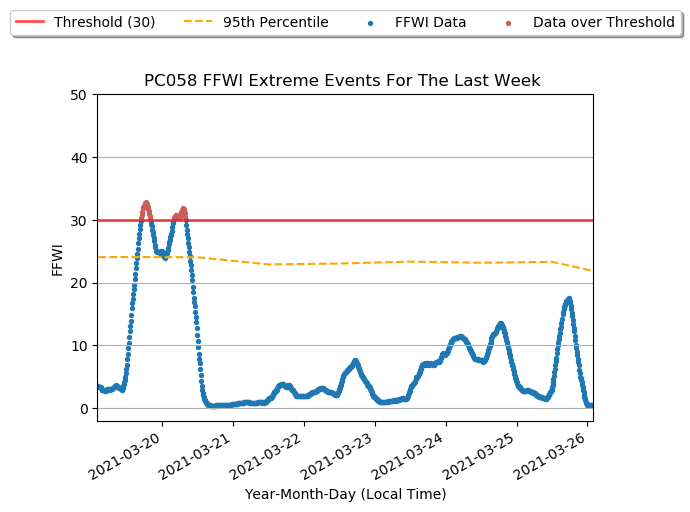 Threshold (30) 95th Percentile FFWI Data Data over Threshold
PC058 FFWI Extreme Events For The Last Week
50
40
30
20
10
0
FFWI
2021-03-20 2021-03-21 2021-03-22 2021-03-23 2021-03-24 2021-03-25 2021-03-26
Year-Month-Day (Local Time)